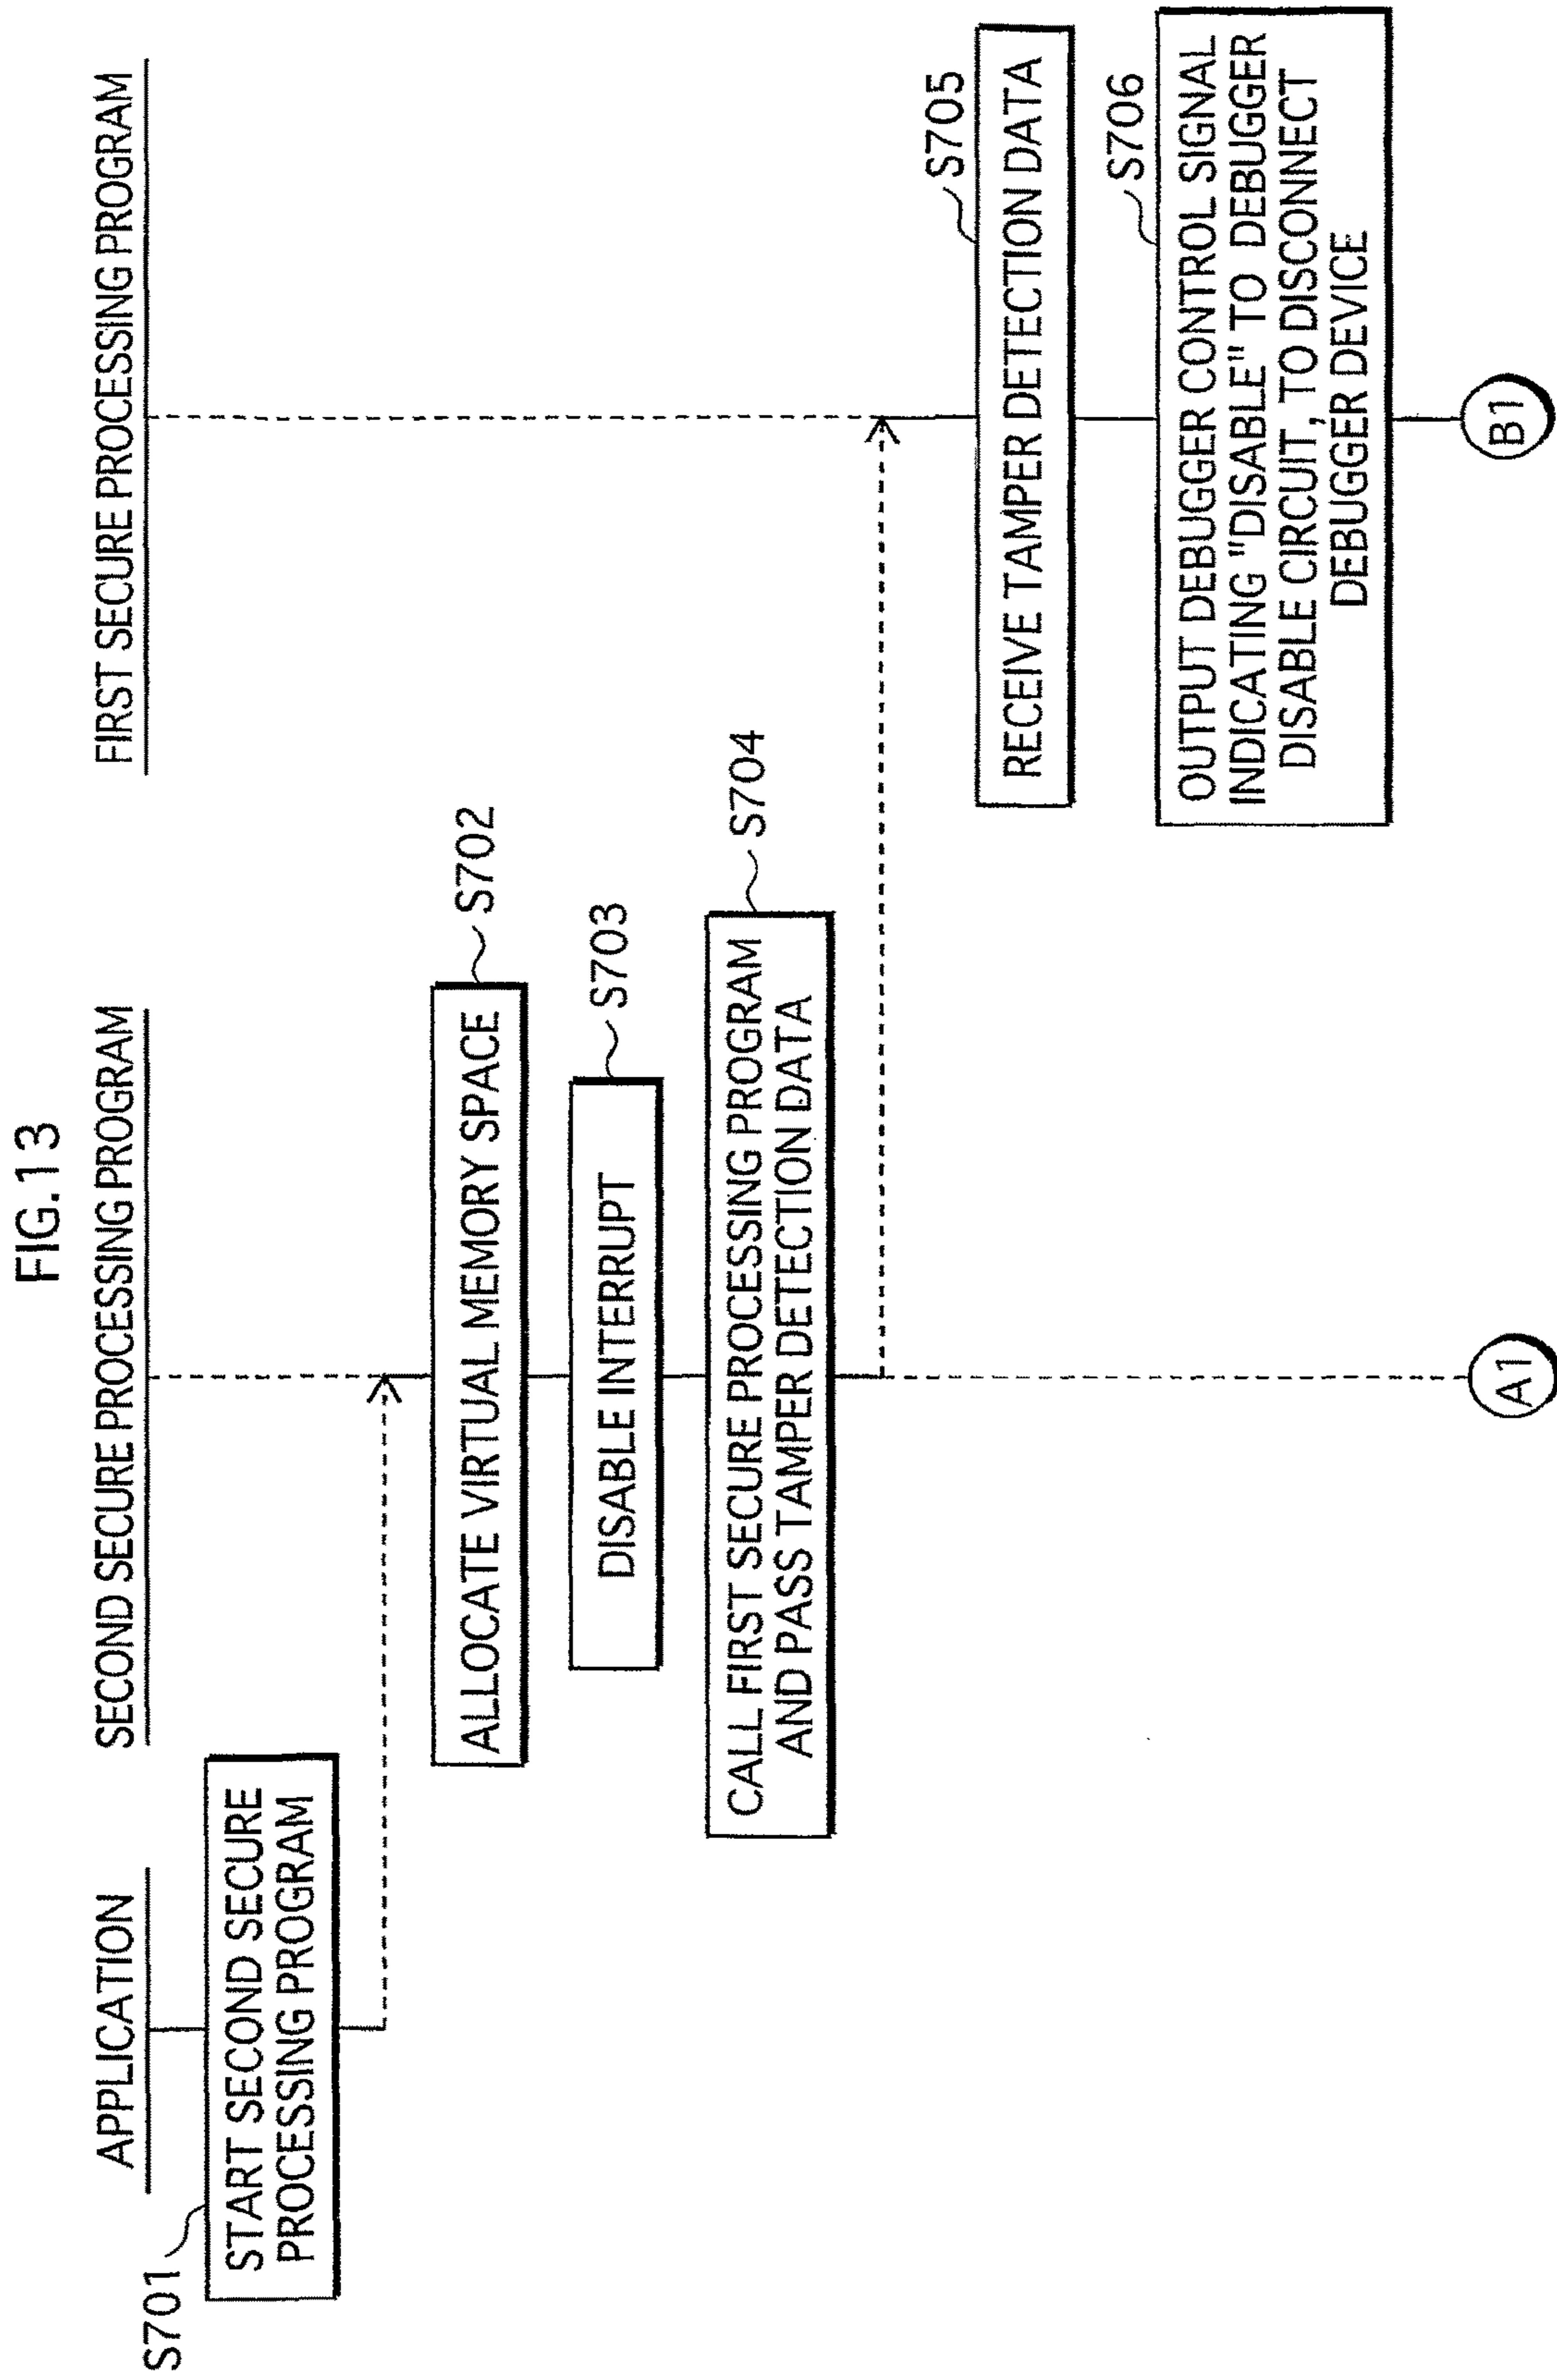 FIG.13
APPLICATION
SECOND SECURE PROCESSING PROGRAM
FIRST SECURE PROCESSING PROGRAM
S701
START SECOND SECURE
PROCESSING PROGRAM
S702
ALLOCATE VIRTUAL MEMORY SPACE
S703
DISABLE INTERRUPT
S704
CALL FIRST SECURE PROCESSING PROGRAM
AND PASS TAMPER DETECTION DATA
S705
RECEIVE TAMPER DETECTION DATA
S706
OUTPUT DEBUGGER CONTROL SIGNAL
INDICATING "DISABLE" TO DEBUGGER
DISABLE CIRCUIT, TO DISCONNECT
DEBUGGER DEVICE
A1
B1